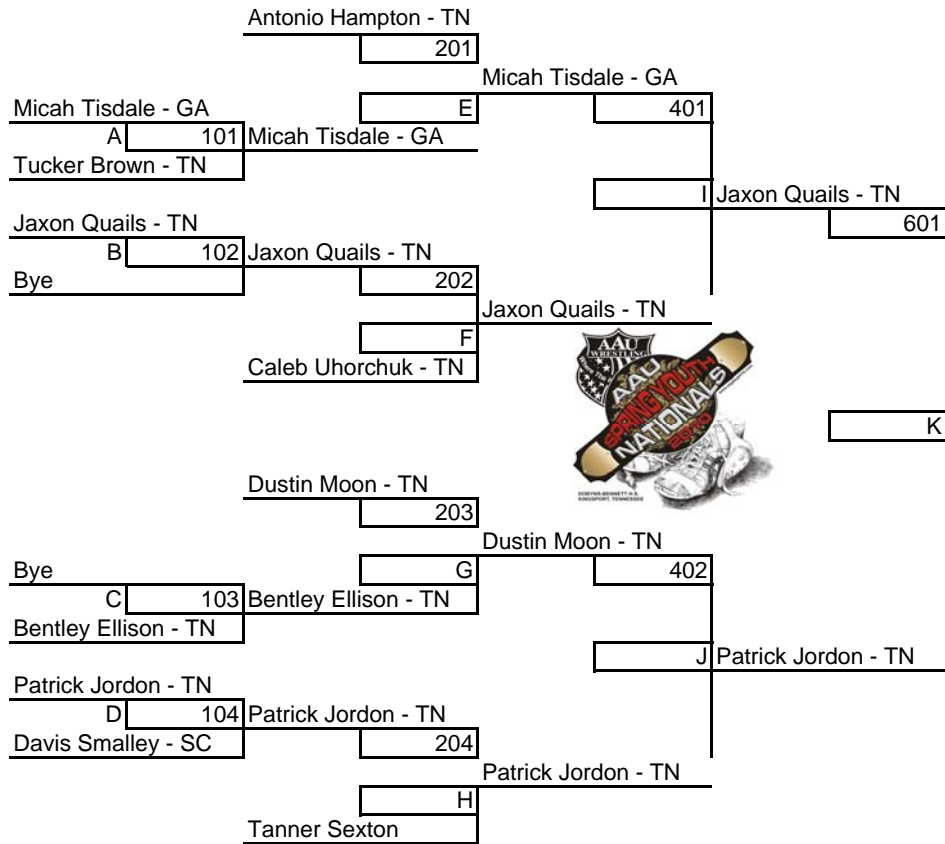 Antonio Hampton - TN
201
Micah Tisdale - GA
Micah Tisdale - GA
E
401
A
101
Micah Tisdale - GA
Tucker Brown - TN
I
Jaxon Quails - TN
Jaxon Quails - TN
601
B
102
Jaxon Quails - TN
Bye
202
Jaxon Quails - TN
F
AAU
WRESTLING
Caleb Uhorchuk - TN
AAU
SPRING YOUTH
NATIONALS
2010
K
Dustin Moon - TN
DOBYNS-BENNETT H.S.
KINGSPORT, TENNESSEE
203
Dustin Moon - TN
Bye
G
402
C
103
Bentley Ellison - TN
Bentley Ellison - TN
J
Patrick Jordon - TN
Patrick Jordon - TN
D
104
Patrick Jordon - TN
Davis Smalley - SC
204
Patrick Jordon - TN
H
Tanner Sexton